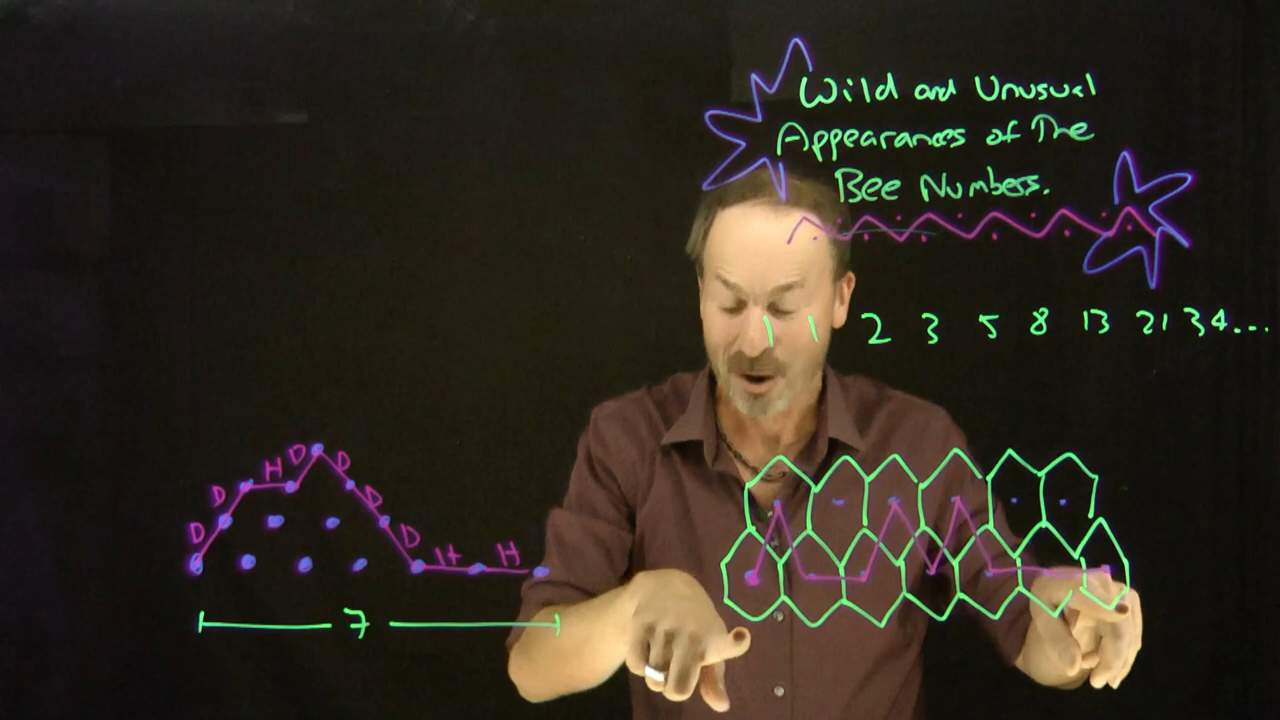 Wild and Unusual
Appearances of The
Bee Numbers.
1 1 2 3 5 8 13 21 34...
D D H D D D D H H
7